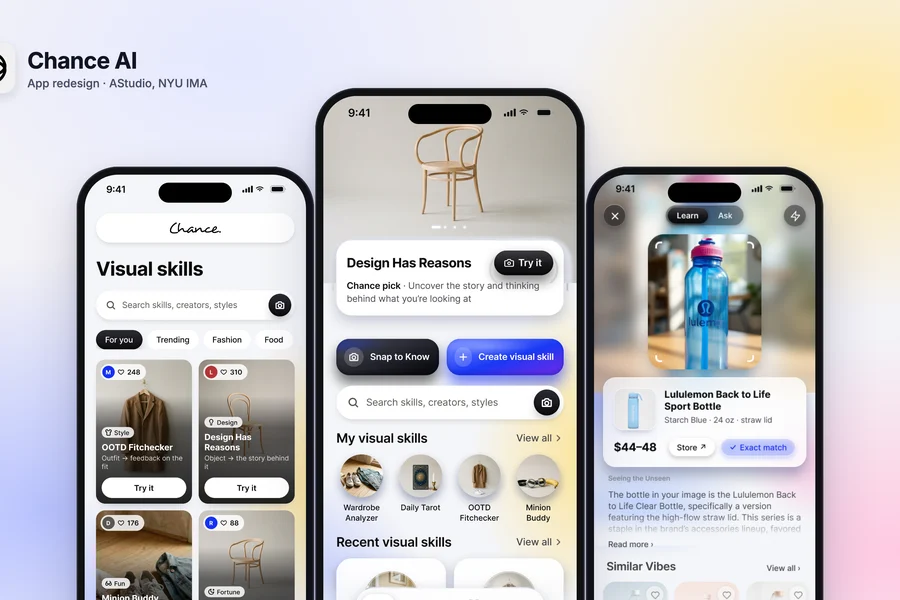 Chance AI
App redesign · AStudio, NYU IMA
9:41
Chance.
Visual skills
Search skills, creators, styles
For you
Trending
Fashion
Food
M 248
Style
OOTD Fitchecker
Outfit → feedback on the
fit
Try it
L 310
Design
Design Has
Reasons
Object → the story behind
it
Try it
D 176
Fun
Minion Buddy
R 88
Fortune
9:41
Design Has Reasons
Try it
Chance pick · Uncover the story and thinking
behind what you're looking at
Snap to Know
Create visual skill
Search skills, creators, styles
My visual skills
View all ›
Wardrobe
Analyzer
Daily Tarot
OOTD
Fitchecker
Minion
Buddy
Recent visual skills
View all ›
9:41
Learn
Ask
lulem
Lululemon Back to Life
Sport Bottle
Starch Blue · 24 oz · straw lid
$44–48
Store ↗
✓ Exact match
Seeing the Unseen
The bottle in your image is the Lululemon Back
to Life Clear Bottle, specifically a version
featuring the high-flow straw lid. This series is a
staple in the brand's accessories lineup, favored
Read more ›
Similar Vibes
View all ›